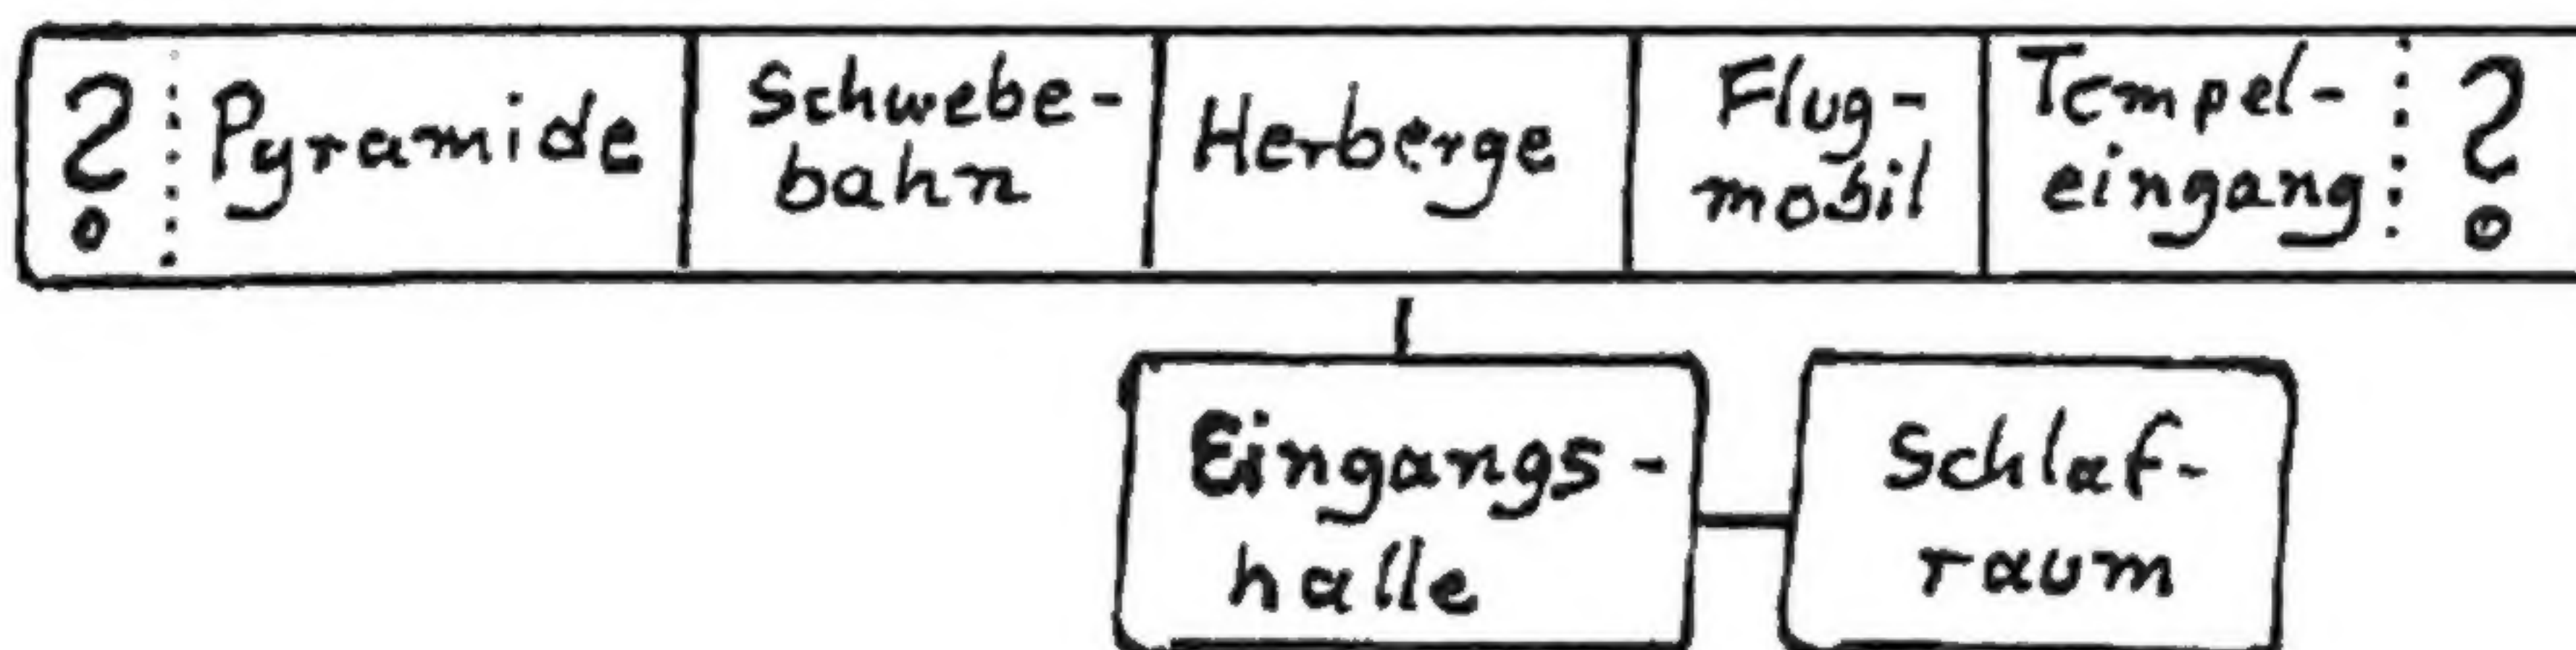 ? Pyramide
Schwebe-
bahn
Herberge
Flug-
mobil
Tempel-
eingang ?
Eingangs-
halle
Schlaf-
raum